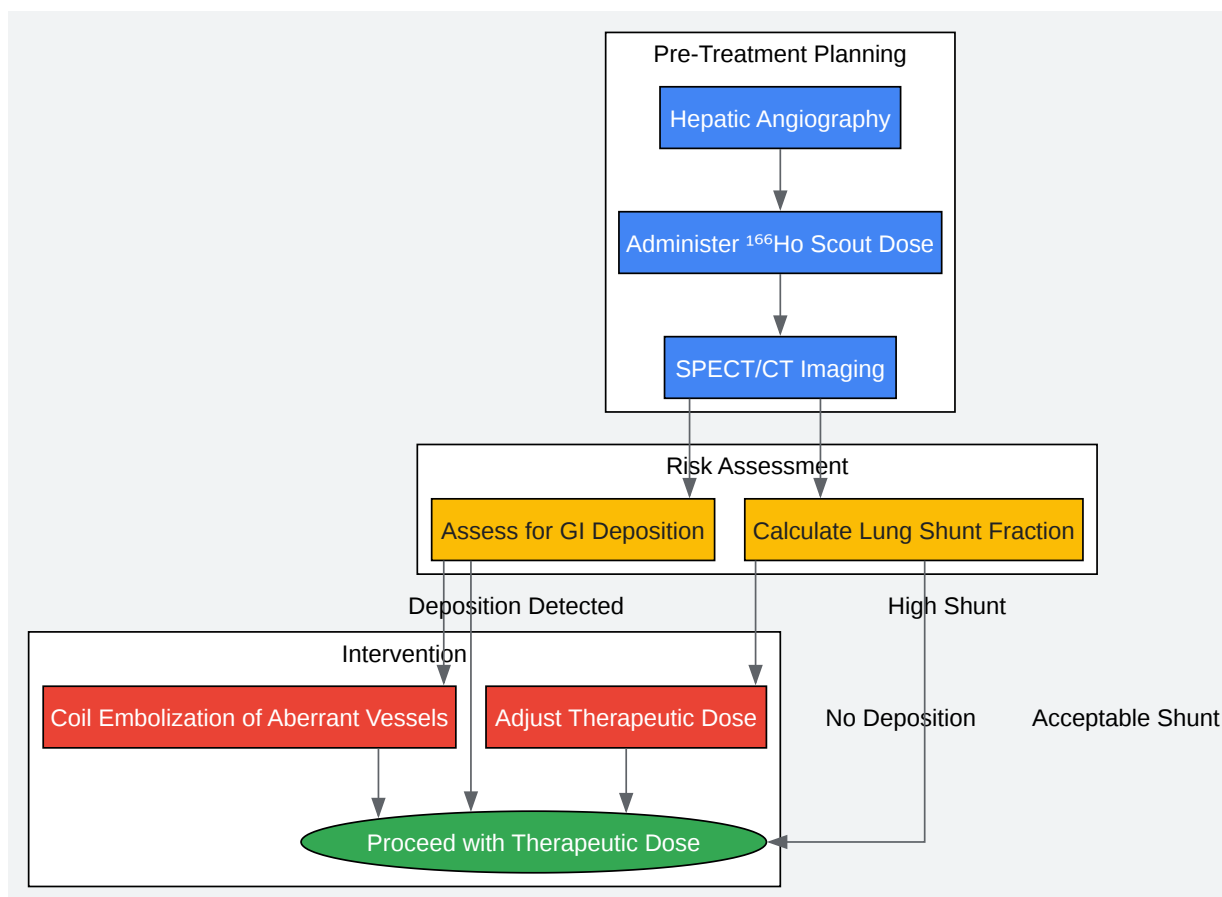 Pre-Treatment Planning
Hepatic Angiography
Administer ¹⁶⁶Ho Scout Dose
SPECT/CT Imaging
Risk Assessment
Assess for GI Deposition
Calculate Lung Shunt Fraction
Deposition Detected
High Shunt
Intervention
Coil Embolization of Aberrant Vessels
Adjust Therapeutic Dose
No Deposition
Acceptable Shunt
Proceed with Therapeutic Dose